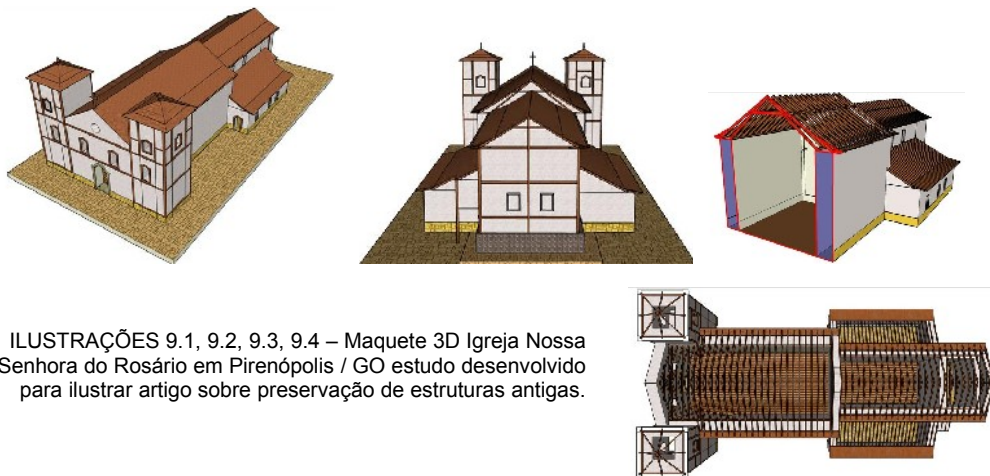 ILUSTRAÇÕES 9.1, 9.2, 9.3, 9.4 – Maquete 3D Igreja Nossa
Senhora do Rosário em Pirenópolis / GO estudo desenvolvido
para ilustrar artigo sobre preservação de estruturas antigas.